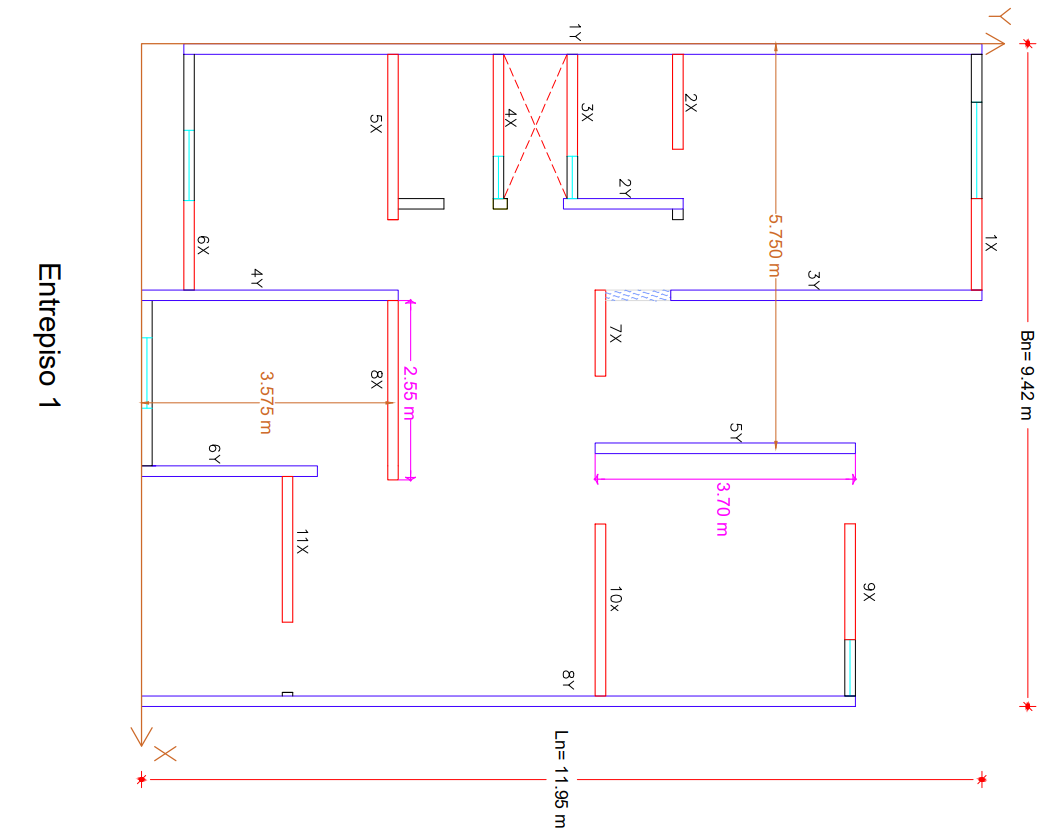 Y
1Y
5X
4X
3X
2X
2Y
6X
4Y
5.750 m
3Y
1X
7X
Bn= 9.42 m
Entrepiso 1
3.575 m
8X
2.55 m
5Y
6Y
3.70 m
11X
10x
9X
8Y
X
Ln= 11.95 m